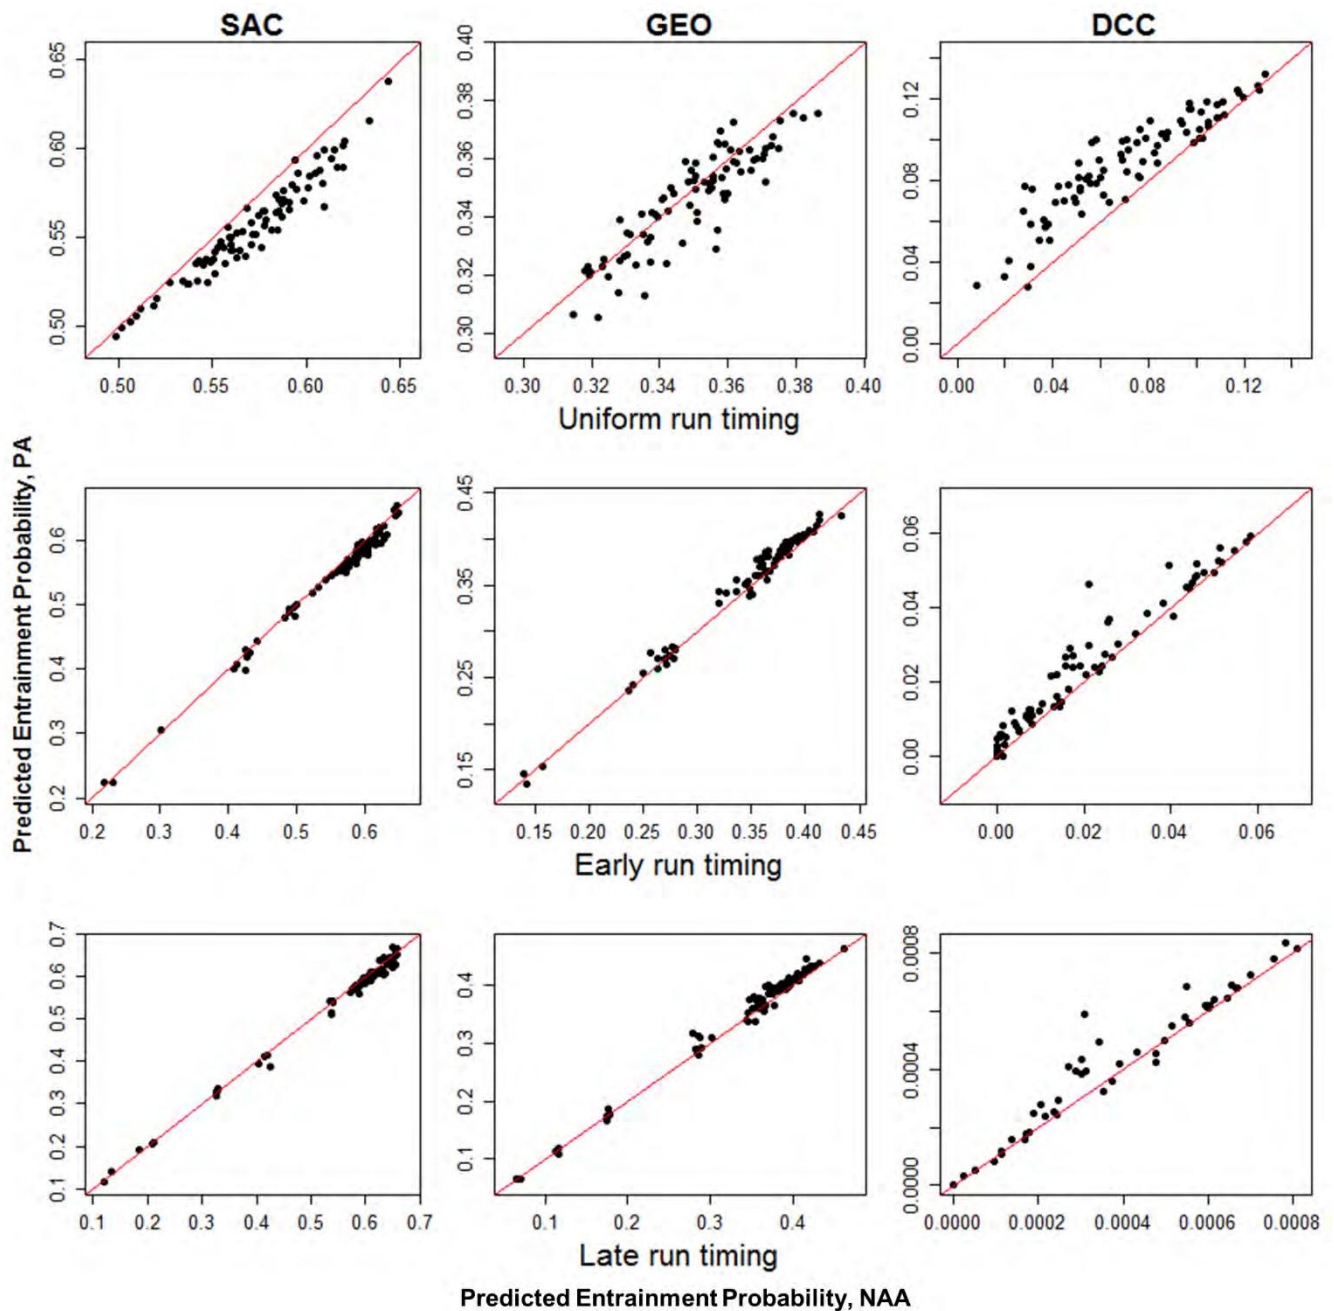 SAC GEO DCC
0.65
0.60
0.55
0.50
0.50 0.55 0.60 0.65
0.40
0.38
0.36
0.34
0.32
0.30
0.30 0.32 0.34 0.36 0.38 0.40
0.12
0.08
0.04
0.00
0.00 0.04 0.08 0.12
Uniform run timing
Predicted Entrainment Probability, PA
0.6
0.5
0.4
0.3
0.2
0.2 0.3 0.4 0.5 0.6
0.45
0.35
0.25
0.15
0.15 0.20 0.25 0.30 0.35 0.40 0.45
0.06
0.04
0.02
0.00
0.00 0.02 0.04 0.06
Early run timing
0.7
0.6
0.5
0.4
0.3
0.2
0.1
0.1 0.2 0.3 0.4 0.5 0.6 0.7
0.4
0.3
0.2
0.1
0.1 0.2 0.3 0.4
0.0008
0.0004
0.0000
0.0000 0.0002 0.0004 0.0006 0.0008
Late run timing
Predicted Entrainment Probability, NAA